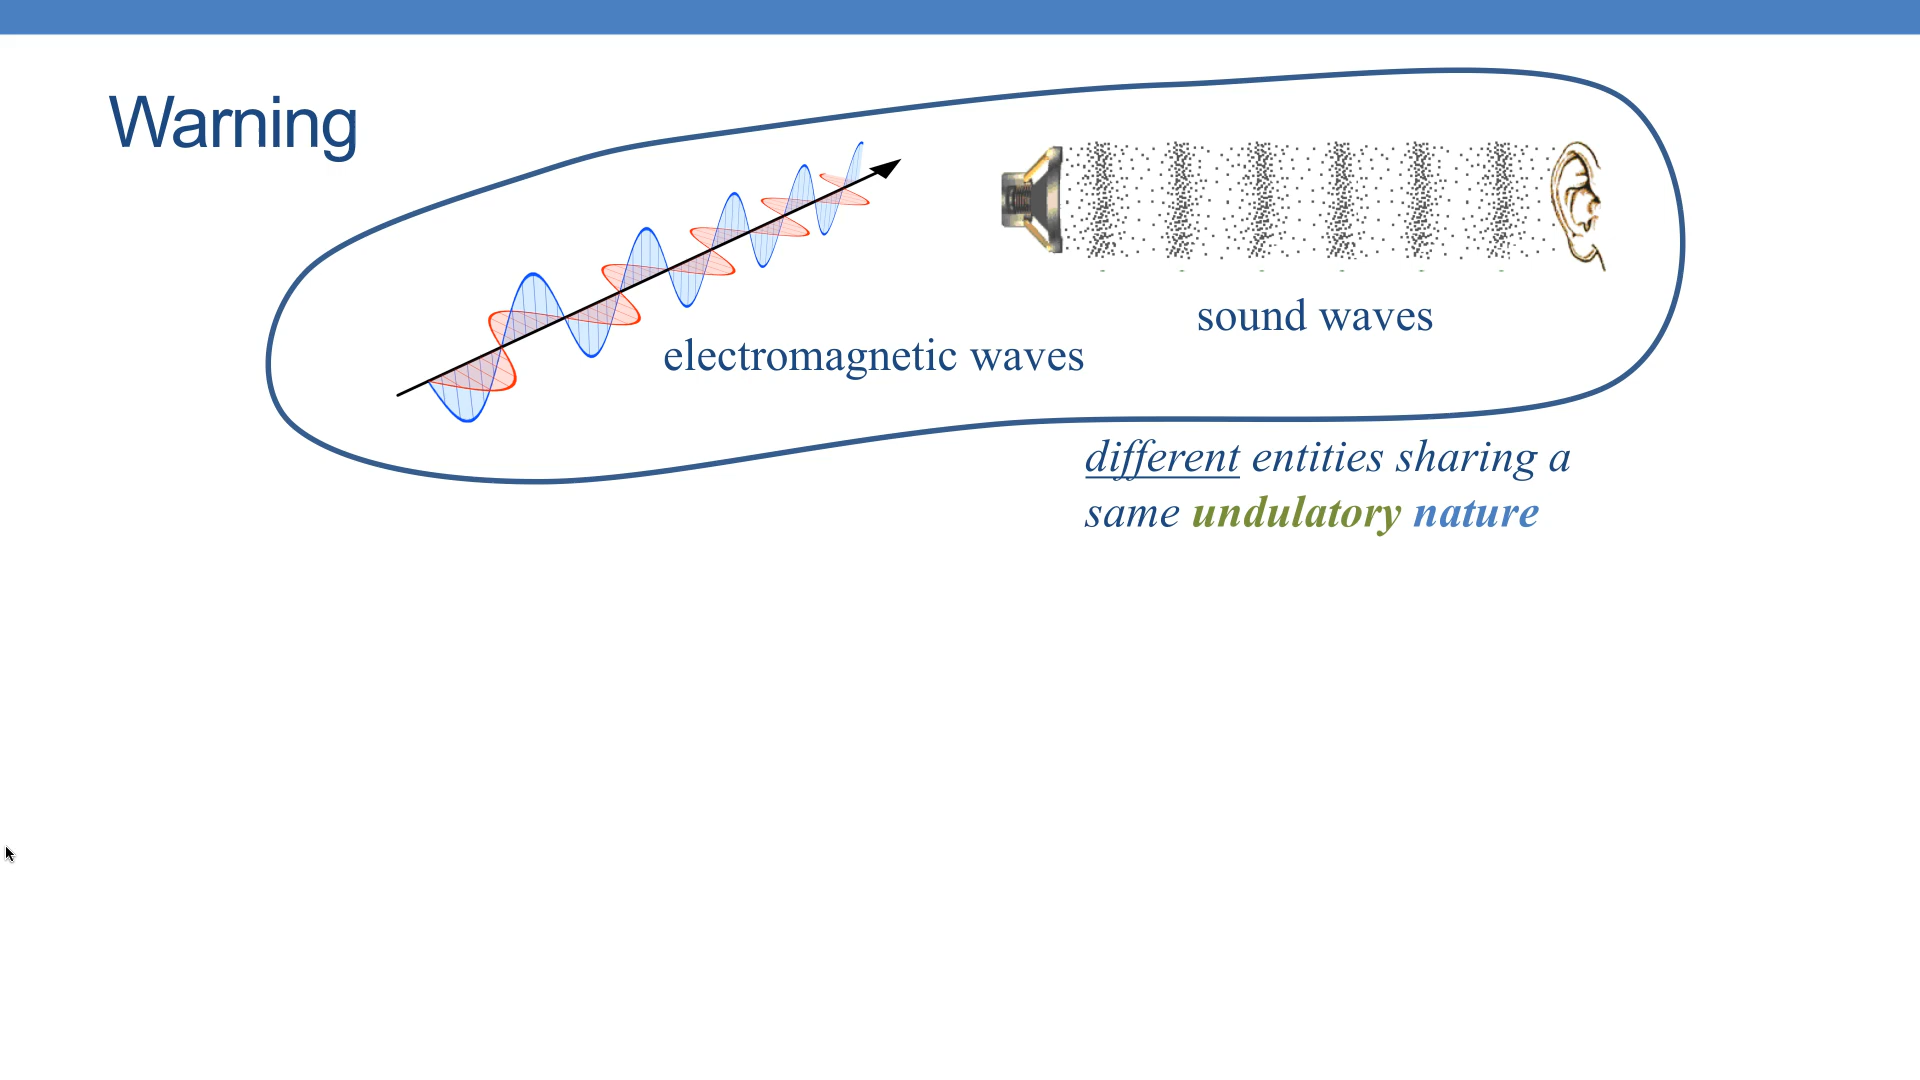 Warning
electromagnetic waves
sound waves
different entities sharing a
same undulatory nature